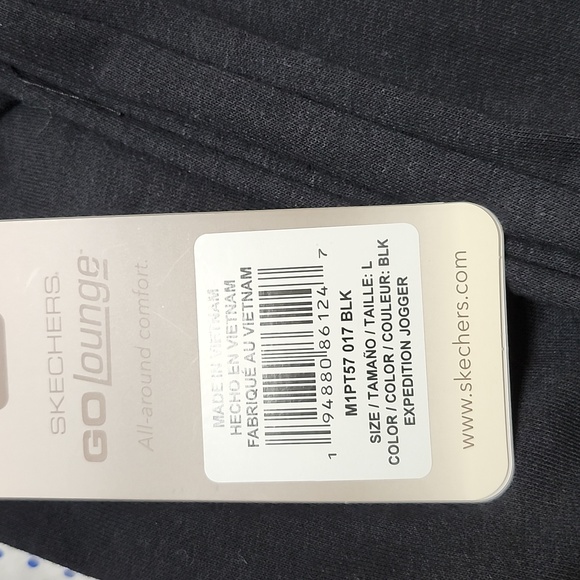 SKECHERS.
GO Lounge™
All-around comfort.
MADE IN VIETNAM
HECHO EN VIETNAM
FABRIQUÉ AU VIETNAM
1 94880 86124 7
M1PT57 017 BLK
SIZE / TAMAÑO / TAILLE: L
COLOR / COLOR / COULEUR: BLK
EXPEDITION JOGGER
www.skechers.com